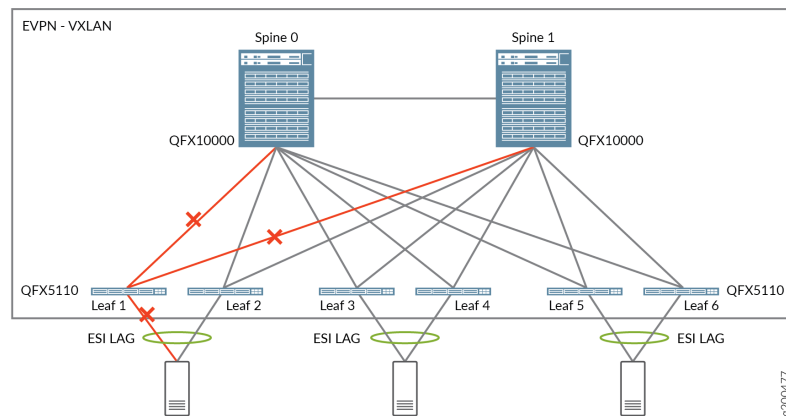 EVPN - VXLAN
Spine 0
Spine 1
QFX10000
QFX10000
QFX5110
QFX5110
Leaf 1
Leaf 2
Leaf 3
Leaf 4
Leaf 5
Leaf 6
ESI LAG
ESI LAG
ESI LAG